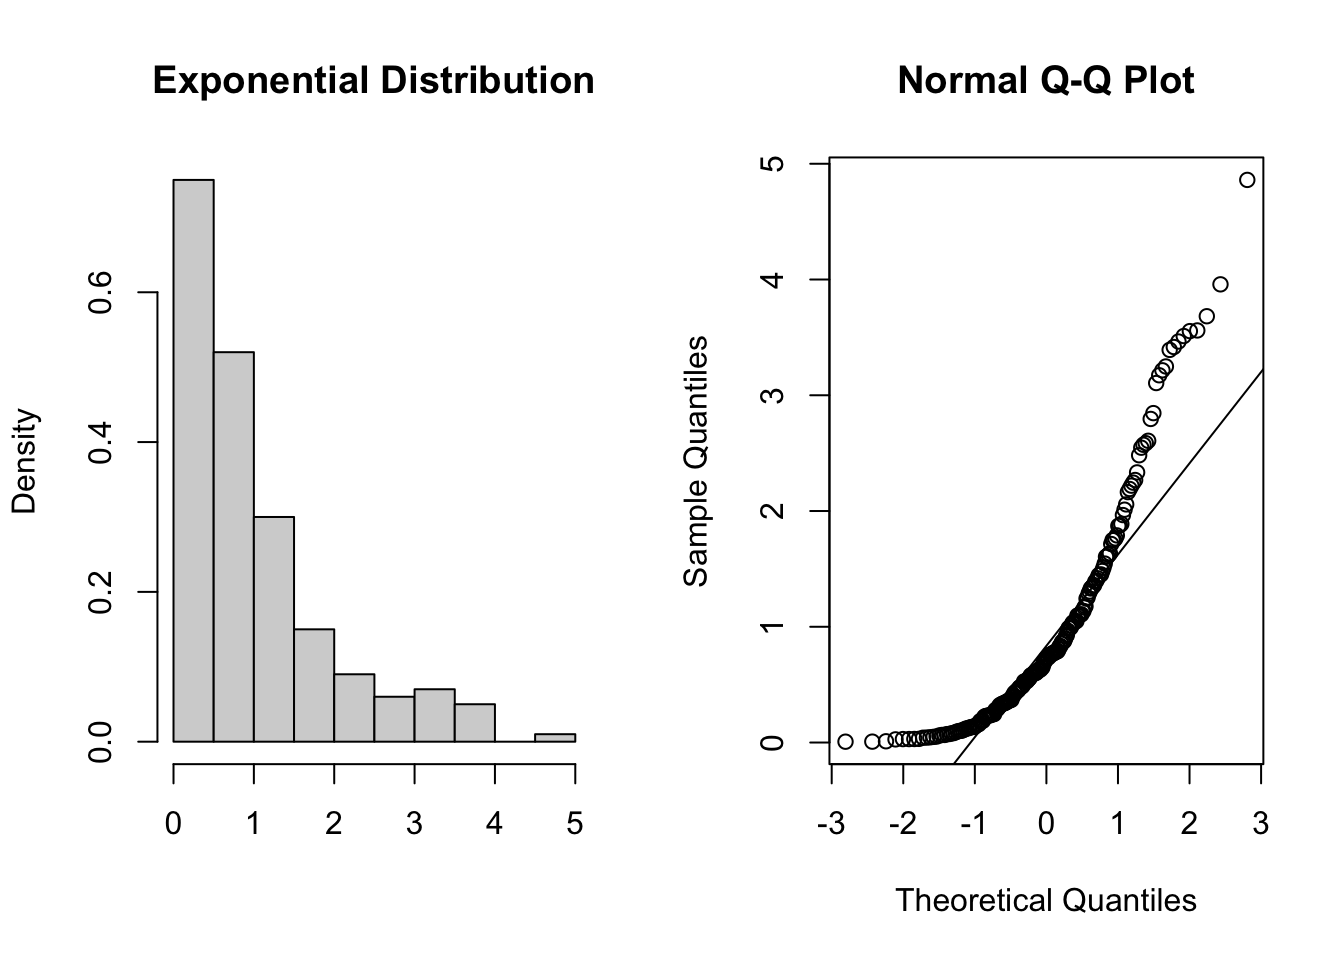 Exponential Distribution
Density
0.0 0.2 0.4 0.6
0 1 2 3 4 5
Normal Q-Q Plot
Sample Quantiles
0 1 2 3 4 5
-3 -2 -1 0 1 2 3
Theoretical Quantiles